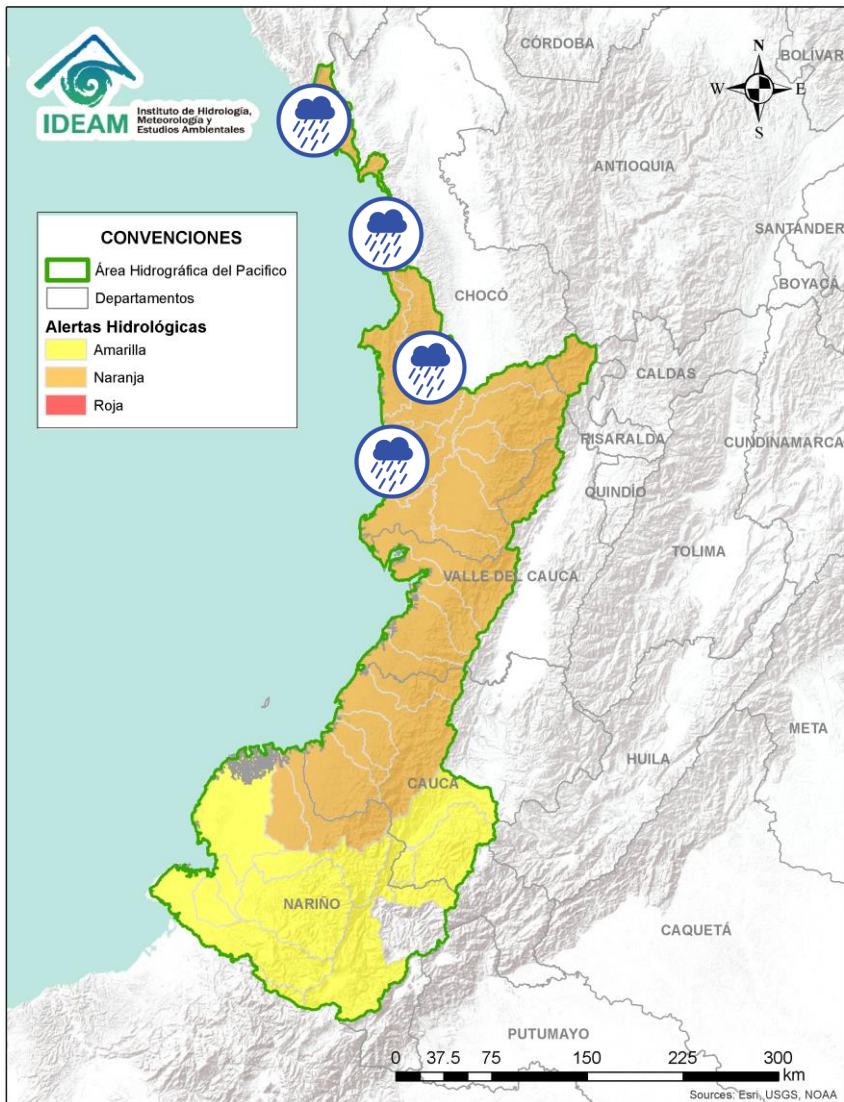 IDEAM
Instituto de Hidrología,
Meteorología y
Estudios Ambientales
CÓRDOBA
BOLÍVAR
N
W
E
S
ANTIOQUIA
SANTANDER
BOYACÁ
CONVENCIONES
Área Hidrográfica del Pacifico
Departamentos
Alertas Hidrológicas
Amarilla
Naranja
Roja
CHOCÓ
CALDAS
RISARALDA
CUNDINAMARCA
QUINDÍO
TOLIMA
VALLE DEL CAUCA
META
HUILA
CAUCA
NARIÑO
CAQUETÁ
PUTUMAYO
0 37.5 75 150 225 300
km
Sources: Esri, USGS, NOAA